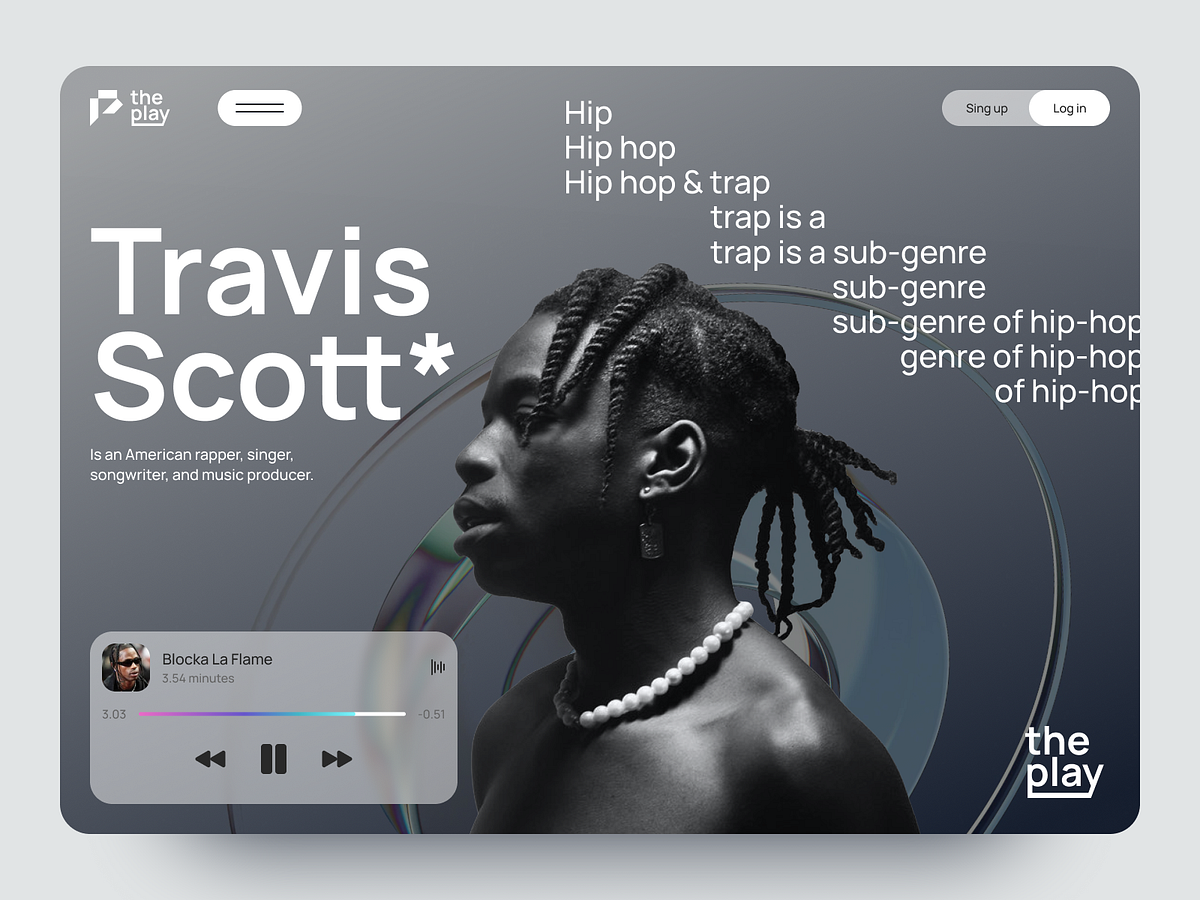 the
play
Hip
Hip hop
Hip hop & trap
trap is a
trap is a sub-genre
sub-genre
sub-genre of hip-hop
genre of hip-hop
of hip-hop
Sing up
Log in
Travis
Scott*
Is an American rapper, singer,
songwriter, and music producer.
Blocka La Flame
3.54 minutes
3.03
-0.51
the
play